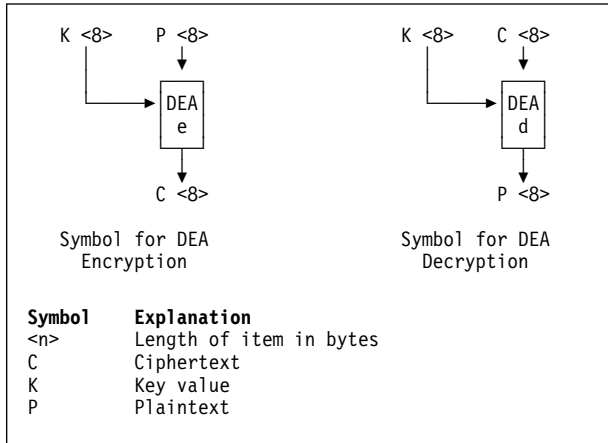 K <8> P <8> K <8> C <8>
DEA DEA
e d
C <8> P <8>
Symbol for DEA Symbol for DEA
Encryption Decryption
Symbol Explanation
<n> Length of item in bytes
C Ciphertext
K Key value
P Plaintext